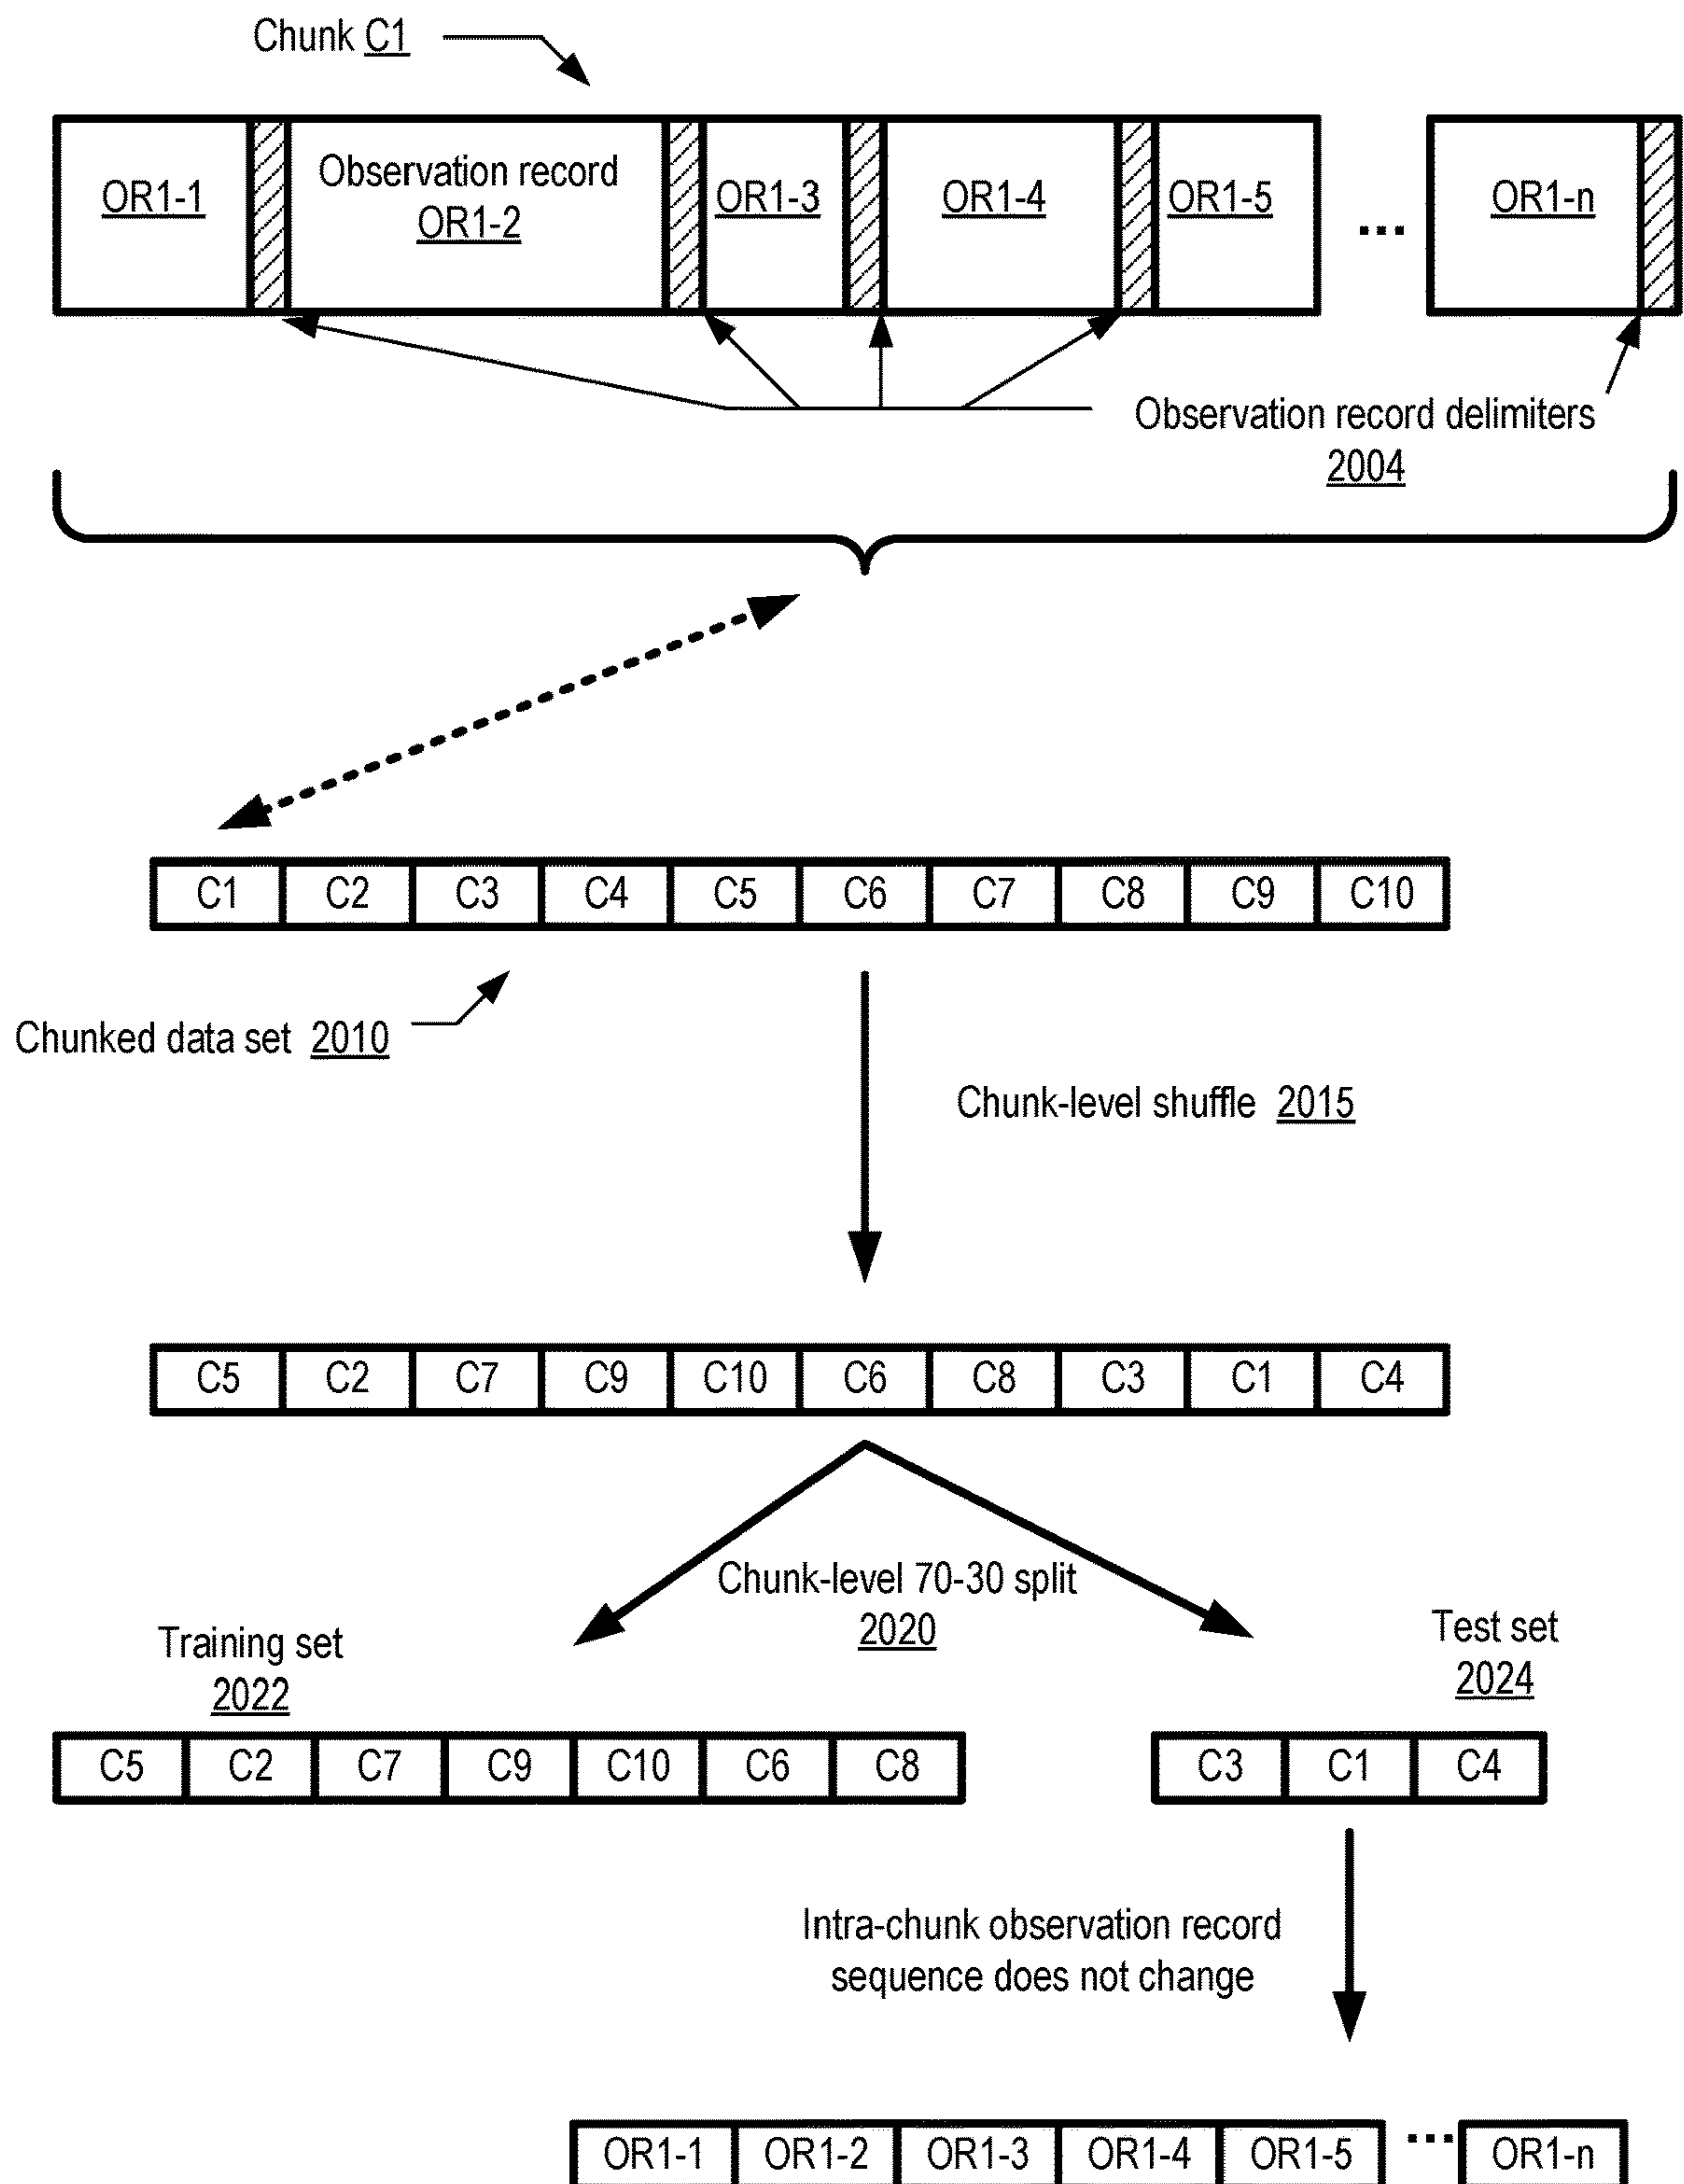 Chunk C1
OR1-1
Observation record
OR1-2
OR1-3
OR1-4
OR1-5
...
OR1-n
Observation record delimiters
2004
C1 C2 C3 C4 C5 C6 C7 C8 C9 C10
Chunked data set 2010
Chunk-level shuffle 2015
C5 C2 C7 C9 C10 C6 C8 C3 C1 C4
Chunk-level 70-30 split
2020
Training set
2022
Test set
2024
C5 C2 C7 C9 C10 C6 C8
C3 C1 C4
Intra-chunk observation record
sequence does not change
OR1-1 OR1-2 OR1-3 OR1-4 OR1-5 ... OR1-n